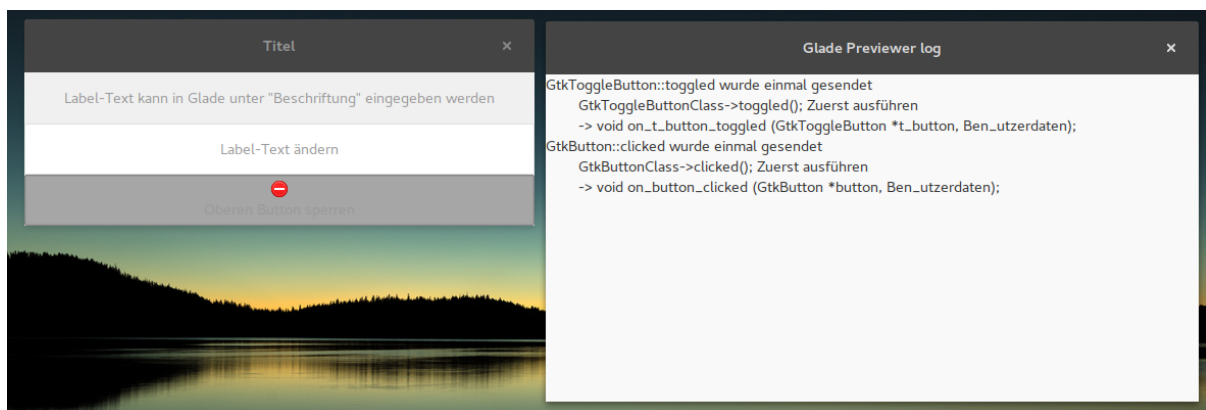 Titel
Label-Text kann in Glade unter "Beschriftung" eingegeben werden
Label-Text ändern
Oberen Button sperren
Glade Previewer log
GtkToggleButton::toggled wurde einmal gesendet
GtkToggleButtonClass->toggled(); Zuerst ausführen
-> void on_t_button_toggled (GtkToggleButton *t_button, Ben_utzerdaten);
GtkButton::clicked wurde einmal gesendet
GtkButtonClass->clicked(); Zuerst ausführen
-> void on_button_clicked (GtkButton *button, Ben_utzerdaten);